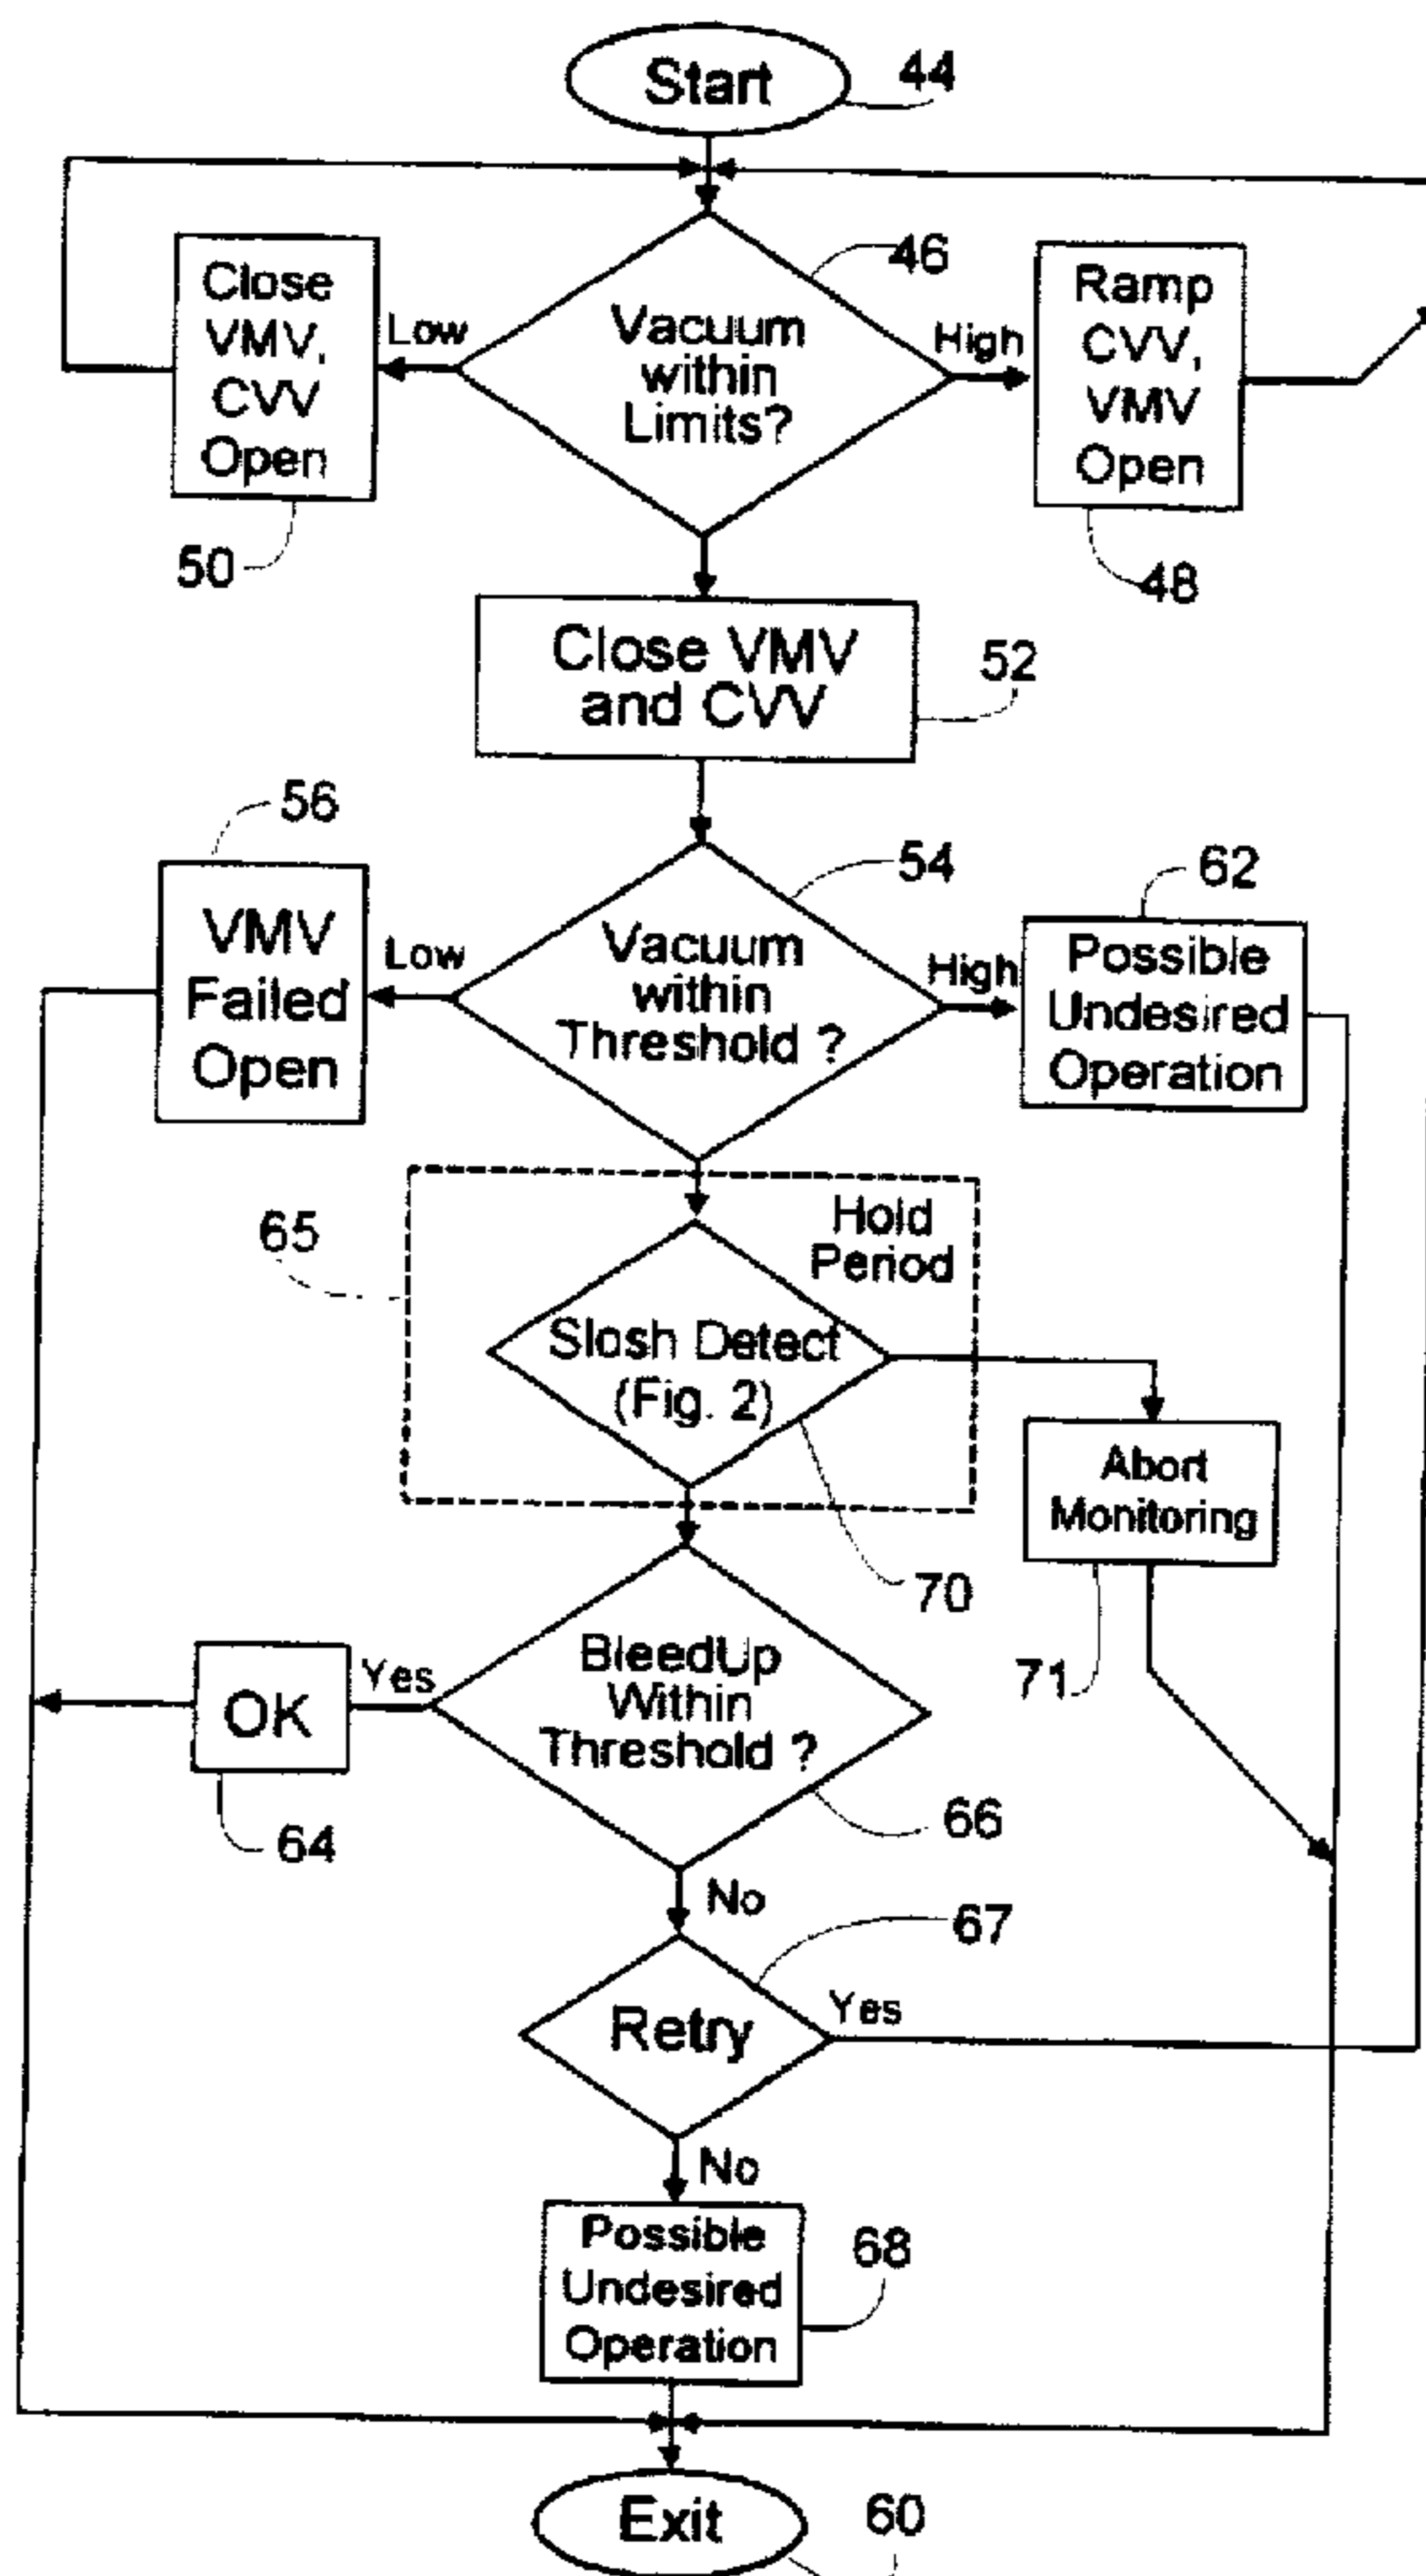 Start
44
46
Close
VMV,
CVV
Open
Low
Vacuum
within
Limits?
High
Ramp
CVV,
VMV
Open
50
48
Close VMV
and CVV
52
56
54
62
VMV
Failed
Open
Low
Vacuum
within
Threshold ?
High
Possible
Undesired
Operation
65
Hold
Period
Slosh Detect
(Fig. 2)
Abort
Monitoring
70
71
OK
Yes
BleedUp
Within
Threshold ?
64
66
No
67
Retry
Yes
No
Possible
Undesired
Operation
68
Exit
60